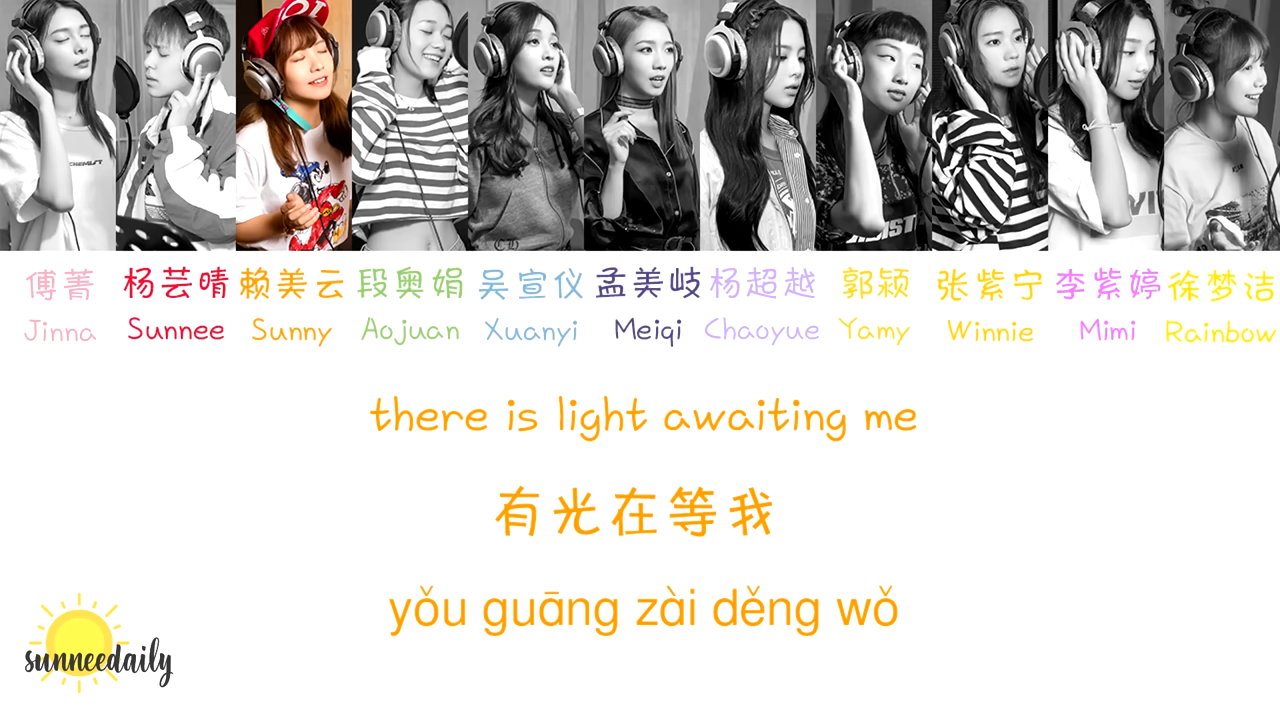 傅菁 杨芸晴 赖美云 段奥娟 吴宣仪 孟美岐 杨超越 郭颖 张紫宁 李紫婷 徐梦洁
Jinna Sunnee Sunny Aojuan Xuanyi Meiqi Chaoyue Yamy Winnie Mimi Rainbow
there is light awaiting me
有光在等我
yǒu guāng zài děng wǒ
sunneedaily